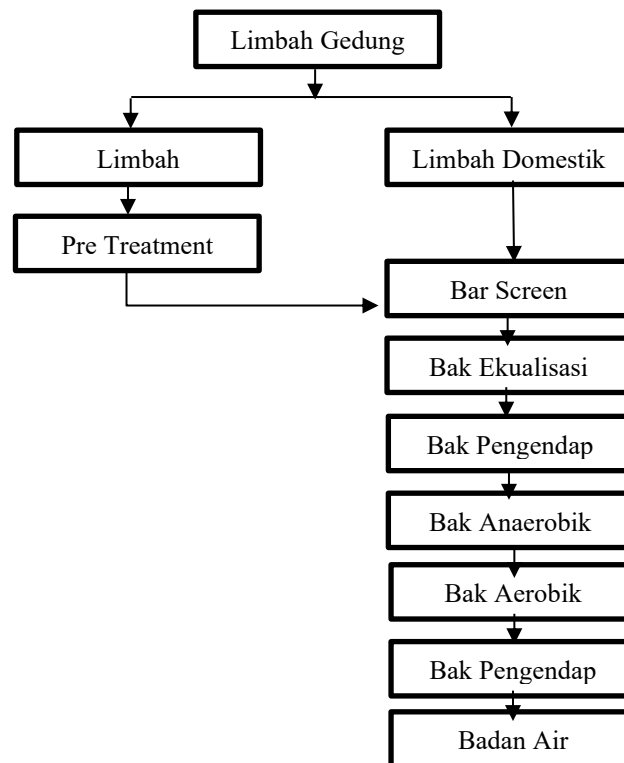 Limbah Gedung
Limbah
Limbah Domestik
Pre Treatment
Bar Screen
Bak Ekualisasi
Bak Pengendap
Bak Anaerobik
Bak Aerobik
Bak Pengendap
Badan Air